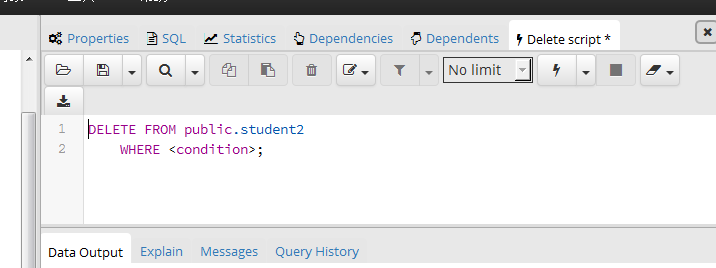 Properties SQL Statistics Dependencies Dependents Delete script *
No limit
1 DELETE FROM public.student2
2 WHERE <condition>;
Data Output Explain Messages Query History